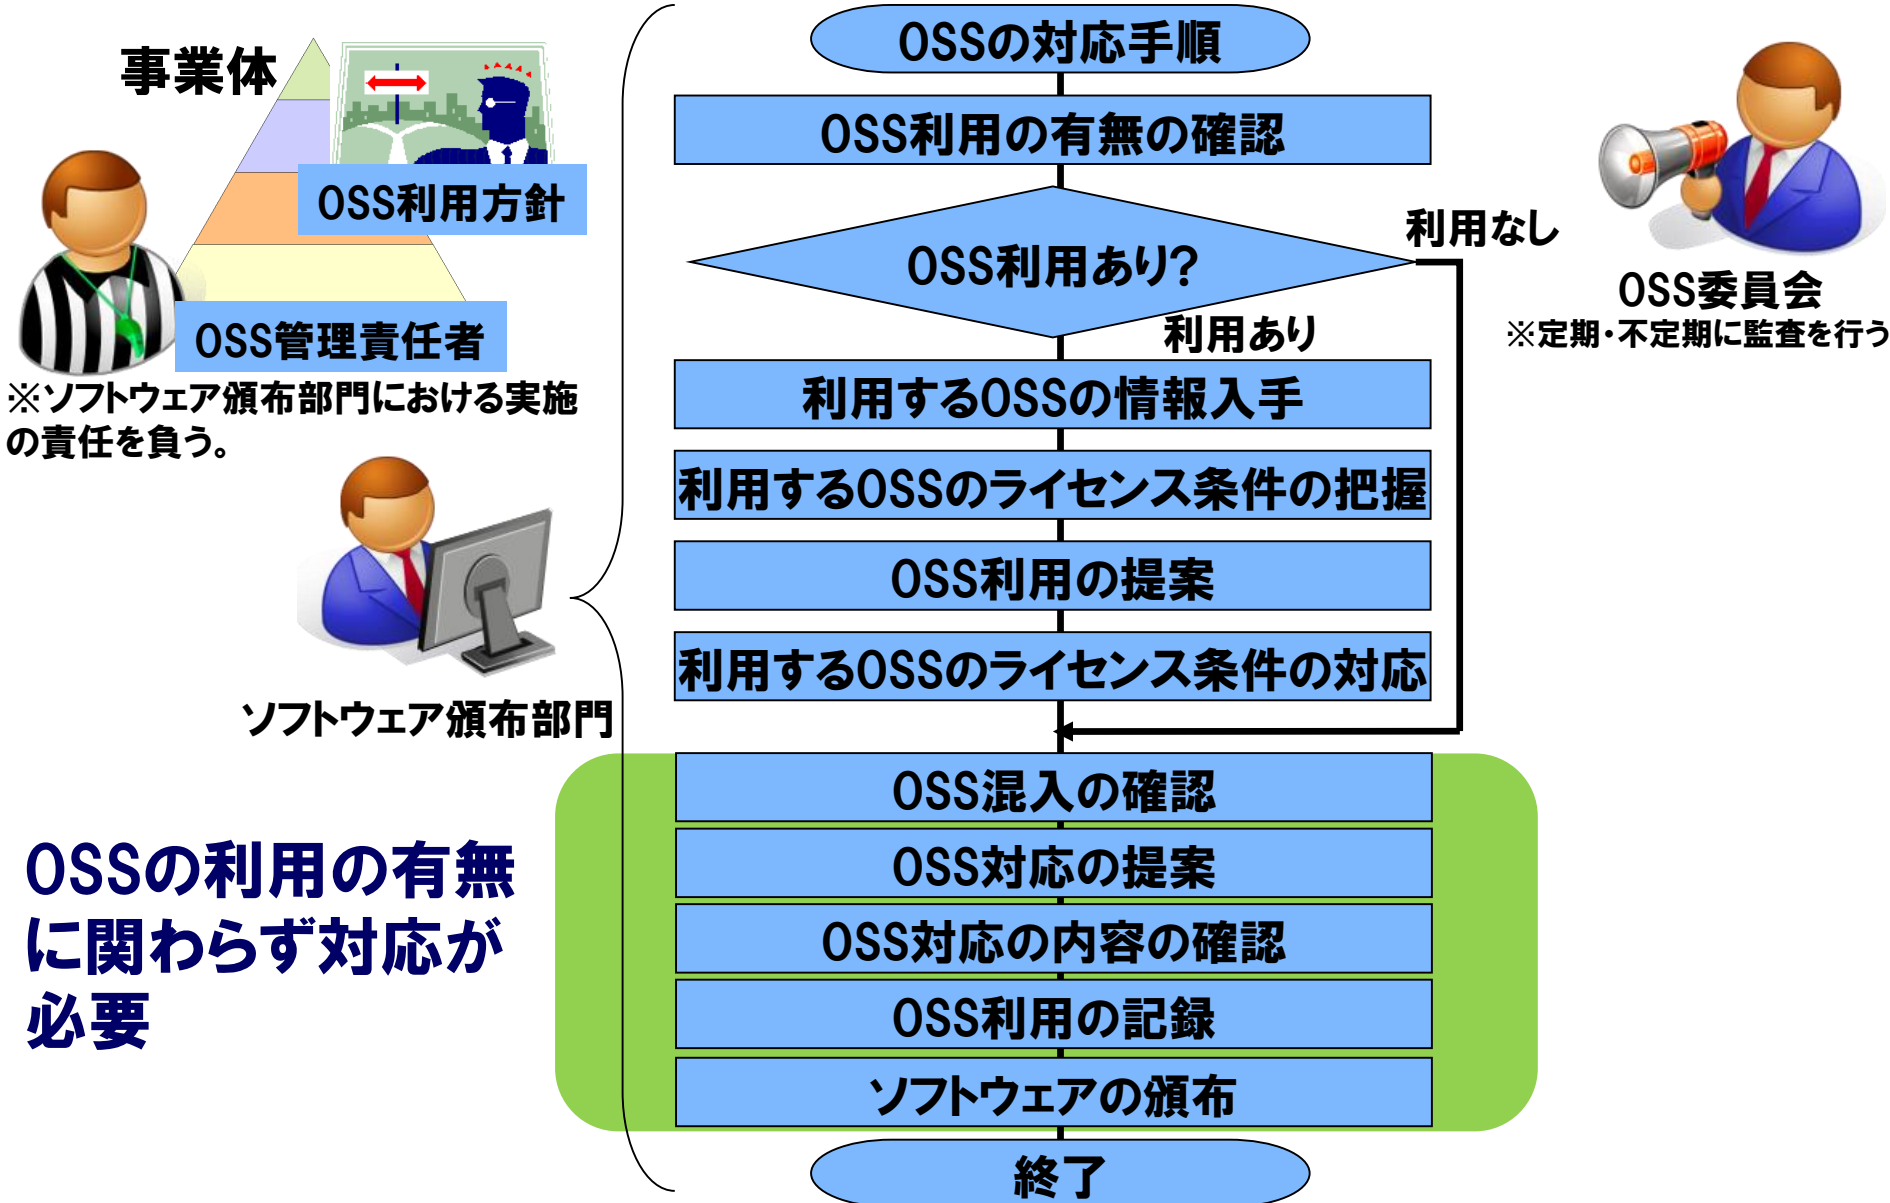 事業体
OSS利用方針
OSS管理責任者
※ソフトウェア頒布部門における実施
の責任を負う。
ソフトウェア頒布部門
OSSの利用の有無
に関わらず対応が
必要
OSSの対応手順
OSS利用の有無の確認
OSS利用あり?
利用なし
利用あり
利用するOSSの情報入手
利用するOSSのライセンス条件の把握
OSS利用の提案
利用するOSSのライセンス条件の対応
OSS混入の確認
OSS対応の提案
OSS対応の内容の確認
OSS利用の記録
ソフトウェアの頒布
終了
OSS委員会
※定期・不定期に監査を行う